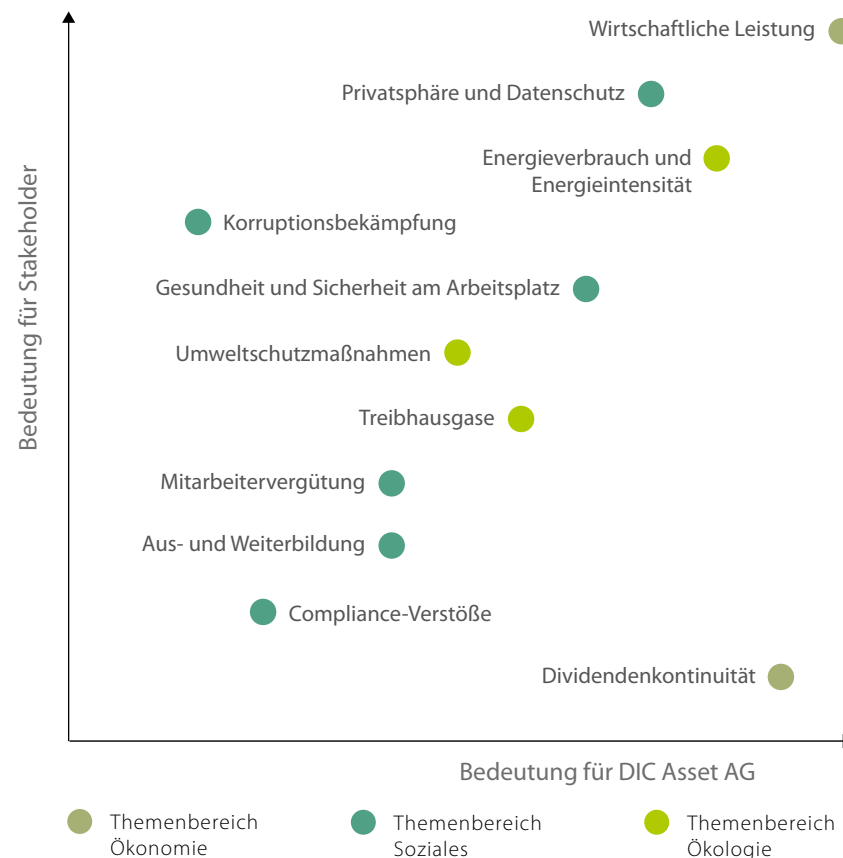 Wirtschaftliche Leistung
Privatsphäre und Datenschutz
Energieverbrauch und
Energieintensität
Korruptionsbekämpfung
Gesundheit und Sicherheit am Arbeitsplatz
Umweltschutzmaßnahmen
Treibhausgase
Mitarbeitervergütung
Aus- und Weiterbildung
Compliance-Verstöße
Dividendenkontinuität
Bedeutung für Stakeholder
Bedeutung für DIC Asset AG
Themenbereich
Ökonomie
Themenbereich
Soziales
Themenbereich
Ökologie